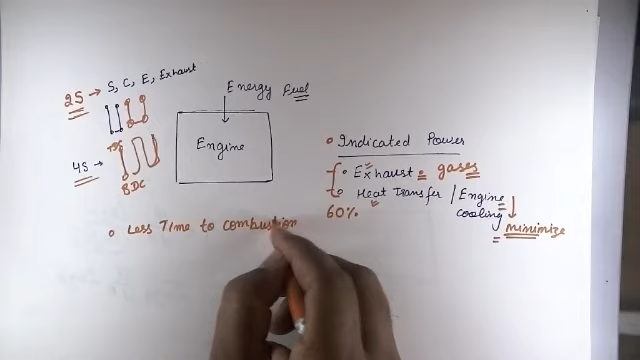 2S → S, C, E, Exhaust
Energy Fuel
Engine
4S →
TDC
BDC
Indicated Power
Exhaust gases
Heat Transfer / Engine
cooling
60%
minimize
Less Time to combustion